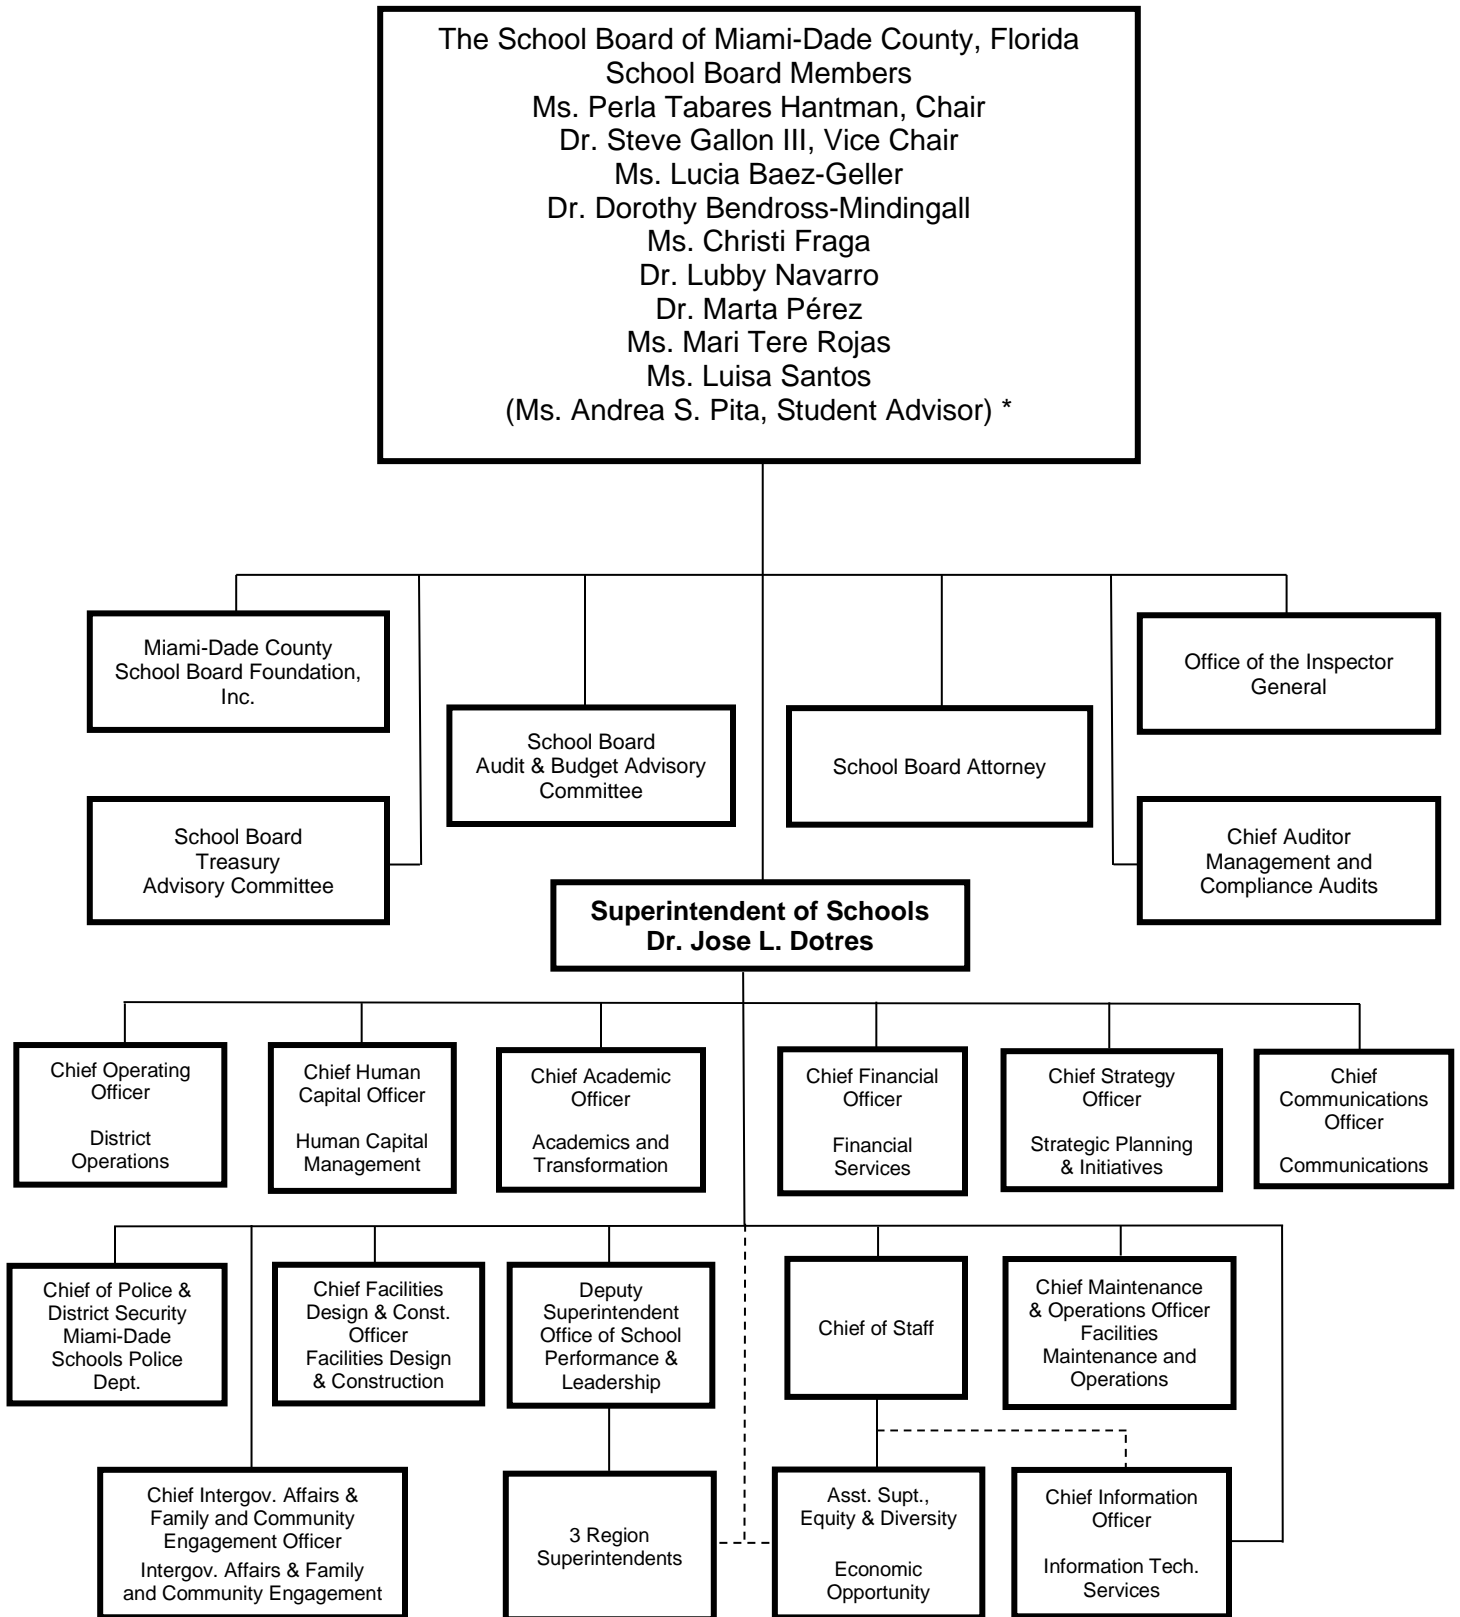 The School Board of Miami-Dade County, Florida
School Board Members
Ms. Perla Tabares Hantman, Chair
Dr. Steve Gallon III, Vice Chair
Ms. Lucia Baez-Geller
Dr. Dorothy Bendross-Mindingall
Ms. Christi Fraga
Dr. Lubby Navarro
Dr. Marta Pérez
Ms. Mari Tere Rojas
Ms. Luisa Santos
(Ms. Andrea S. Pita, Student Advisor) *
Miami-Dade County
School Board Foundation,
Inc.
School Board
Treasury
Advisory Committee
School Board
Audit & Budget Advisory
Committee
School Board Attorney
Office of the Inspector
General
Chief Auditor
Management and
Compliance Audits
Superintendent of Schools
Dr. Jose L. Dotres
Chief Operating
Officer
District
Operations
Chief Human
Capital Officer
Human Capital
Management
Chief Academic
Officer
Academics and
Transformation
Chief Financial
Officer
Financial
Services
Chief Strategy
Officer
Strategic Planning
& Initiatives
Chief
Communications
Officer
Communications
Chief of Police &
District Security
Miami-Dade
Schools Police
Dept.
Chief Facilities
Design & Const.
Officer
Facilities Design
& Construction
Deputy
Superintendent
Office of School
Performance &
Leadership
Chief of Staff
Chief Maintenance
& Operations Officer
Facilities
Maintenance and
Operations
Chief Intergov. Affairs &
Family and Community
Engagement Officer
Intergov. Affairs & Family
and Community Engagement
3 Region
Superintendents
Asst. Supt.,
Equity & Diversity
Economic
Opportunity
Chief Information
Officer
Information Tech.
Services